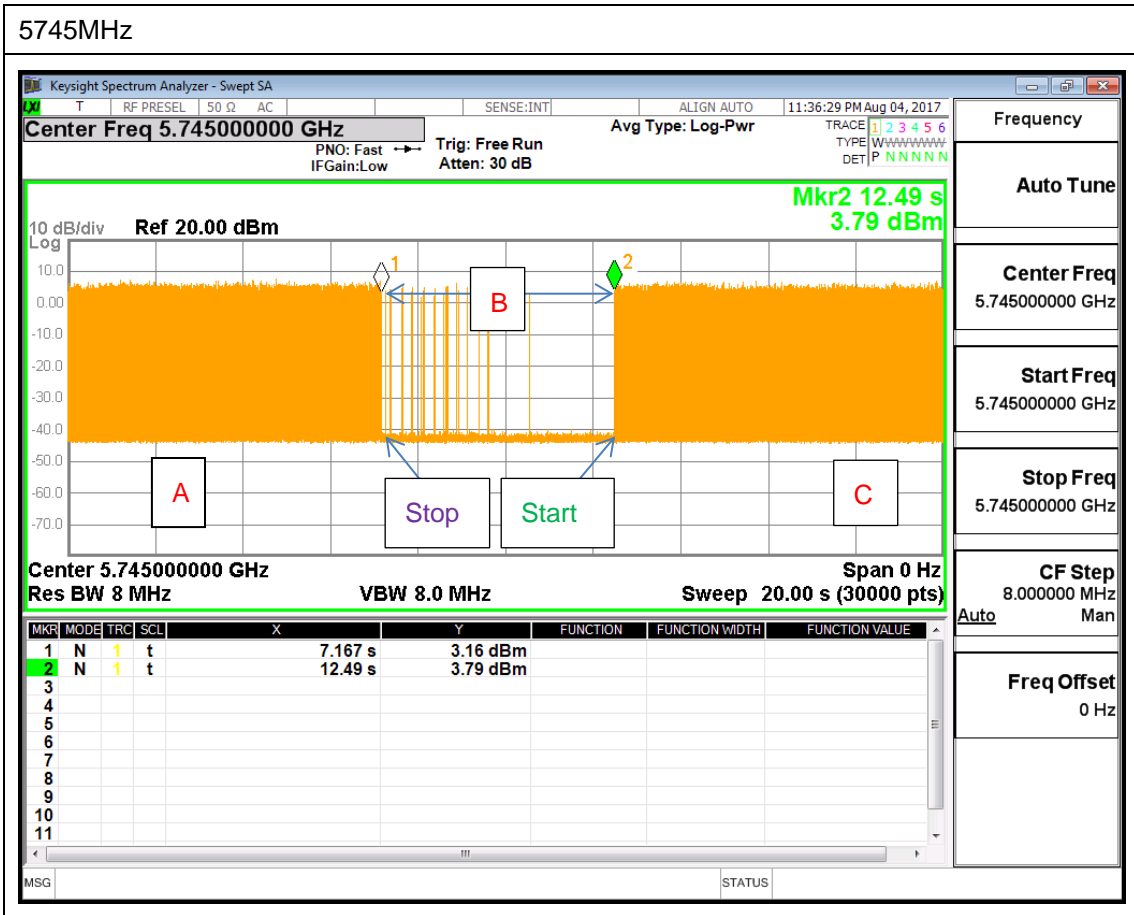 5745MHz
Keysight Spectrum Analyzer - Swept SA
LXI T RF PRESEL 50 Ω AC SENSE:INT ALIGN AUTO 11:36:29 PM Aug 04, 2017
Center Freq 5.745000000 GHz
PNO: Fast
IFGain:Low
Trig: Free Run
Atten: 30 dB
Avg Type: Log-Pwr
TRACE 1 2 3 4 5 6
TYPE WWWWWW
DET P N N N N N
Mkr2 12.49 s
3.79 dBm
10 dB/div Ref 20.00 dBm
Log
10.0
0.00
-10.0
-20.0
-30.0
-40.0
-50.0
-60.0
-70.0
1
2
B
A
Stop
Start
C
Center 5.745000000 GHz Span 0 Hz
Res BW 8 MHz VBW 8.0 MHz Sweep 20.00 s (30000 pts)
MKR MODE TRC SCL X Y FUNCTION FUNCTION WIDTH FUNCTION VALUE
1 N 1 t 7.167 s 3.16 dBm
2 N 1 t 12.49 s 3.79 dBm
3
4
5
6
7
8
9
10
11
MSG STATUS
Frequency
Auto Tune
Center Freq
5.745000000 GHz
Start Freq
5.745000000 GHz
Stop Freq
5.745000000 GHz
CF Step
8.000000 MHz
Auto Man
Freq Offset
0 Hz